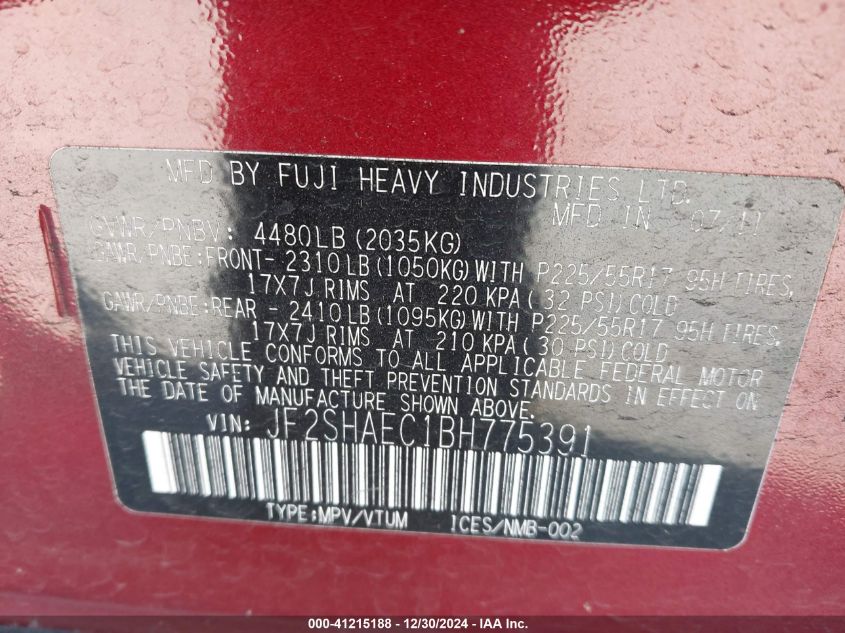 MFD BY FUJI HEAVY INDUSTRIES LTD.
MFD IN 07/11
GVWR/PNBV: 4480LB(2035KG)
GAWR/PNBE:FRONT- 2310LB(1050KG)WITH P225/55R17 95H TIRES,
17X7J RIMS AT 220 KPA(32 PSI)COLD
GAWR/PNBE:REAR - 2410LB(1095KG)WITH P225/55R17 95H TIRES,
17X7J RIMS AT 210 KPA(30 PSI)COLD
THIS VEHICLE CONFORMS TO ALL APPLICABLE FEDERAL MOTOR
VEHICLE SAFETY AND THEFT PREVENTION STANDARDS IN EFFECT ON
THE DATE OF MANUFACTURE SHOWN ABOVE.
VIN: JF2SHAEC1BH775391
TYPE:MPV/VTUM ICES/NMB-002
000-41215188 - 12/30/2024 - IAAI.COM